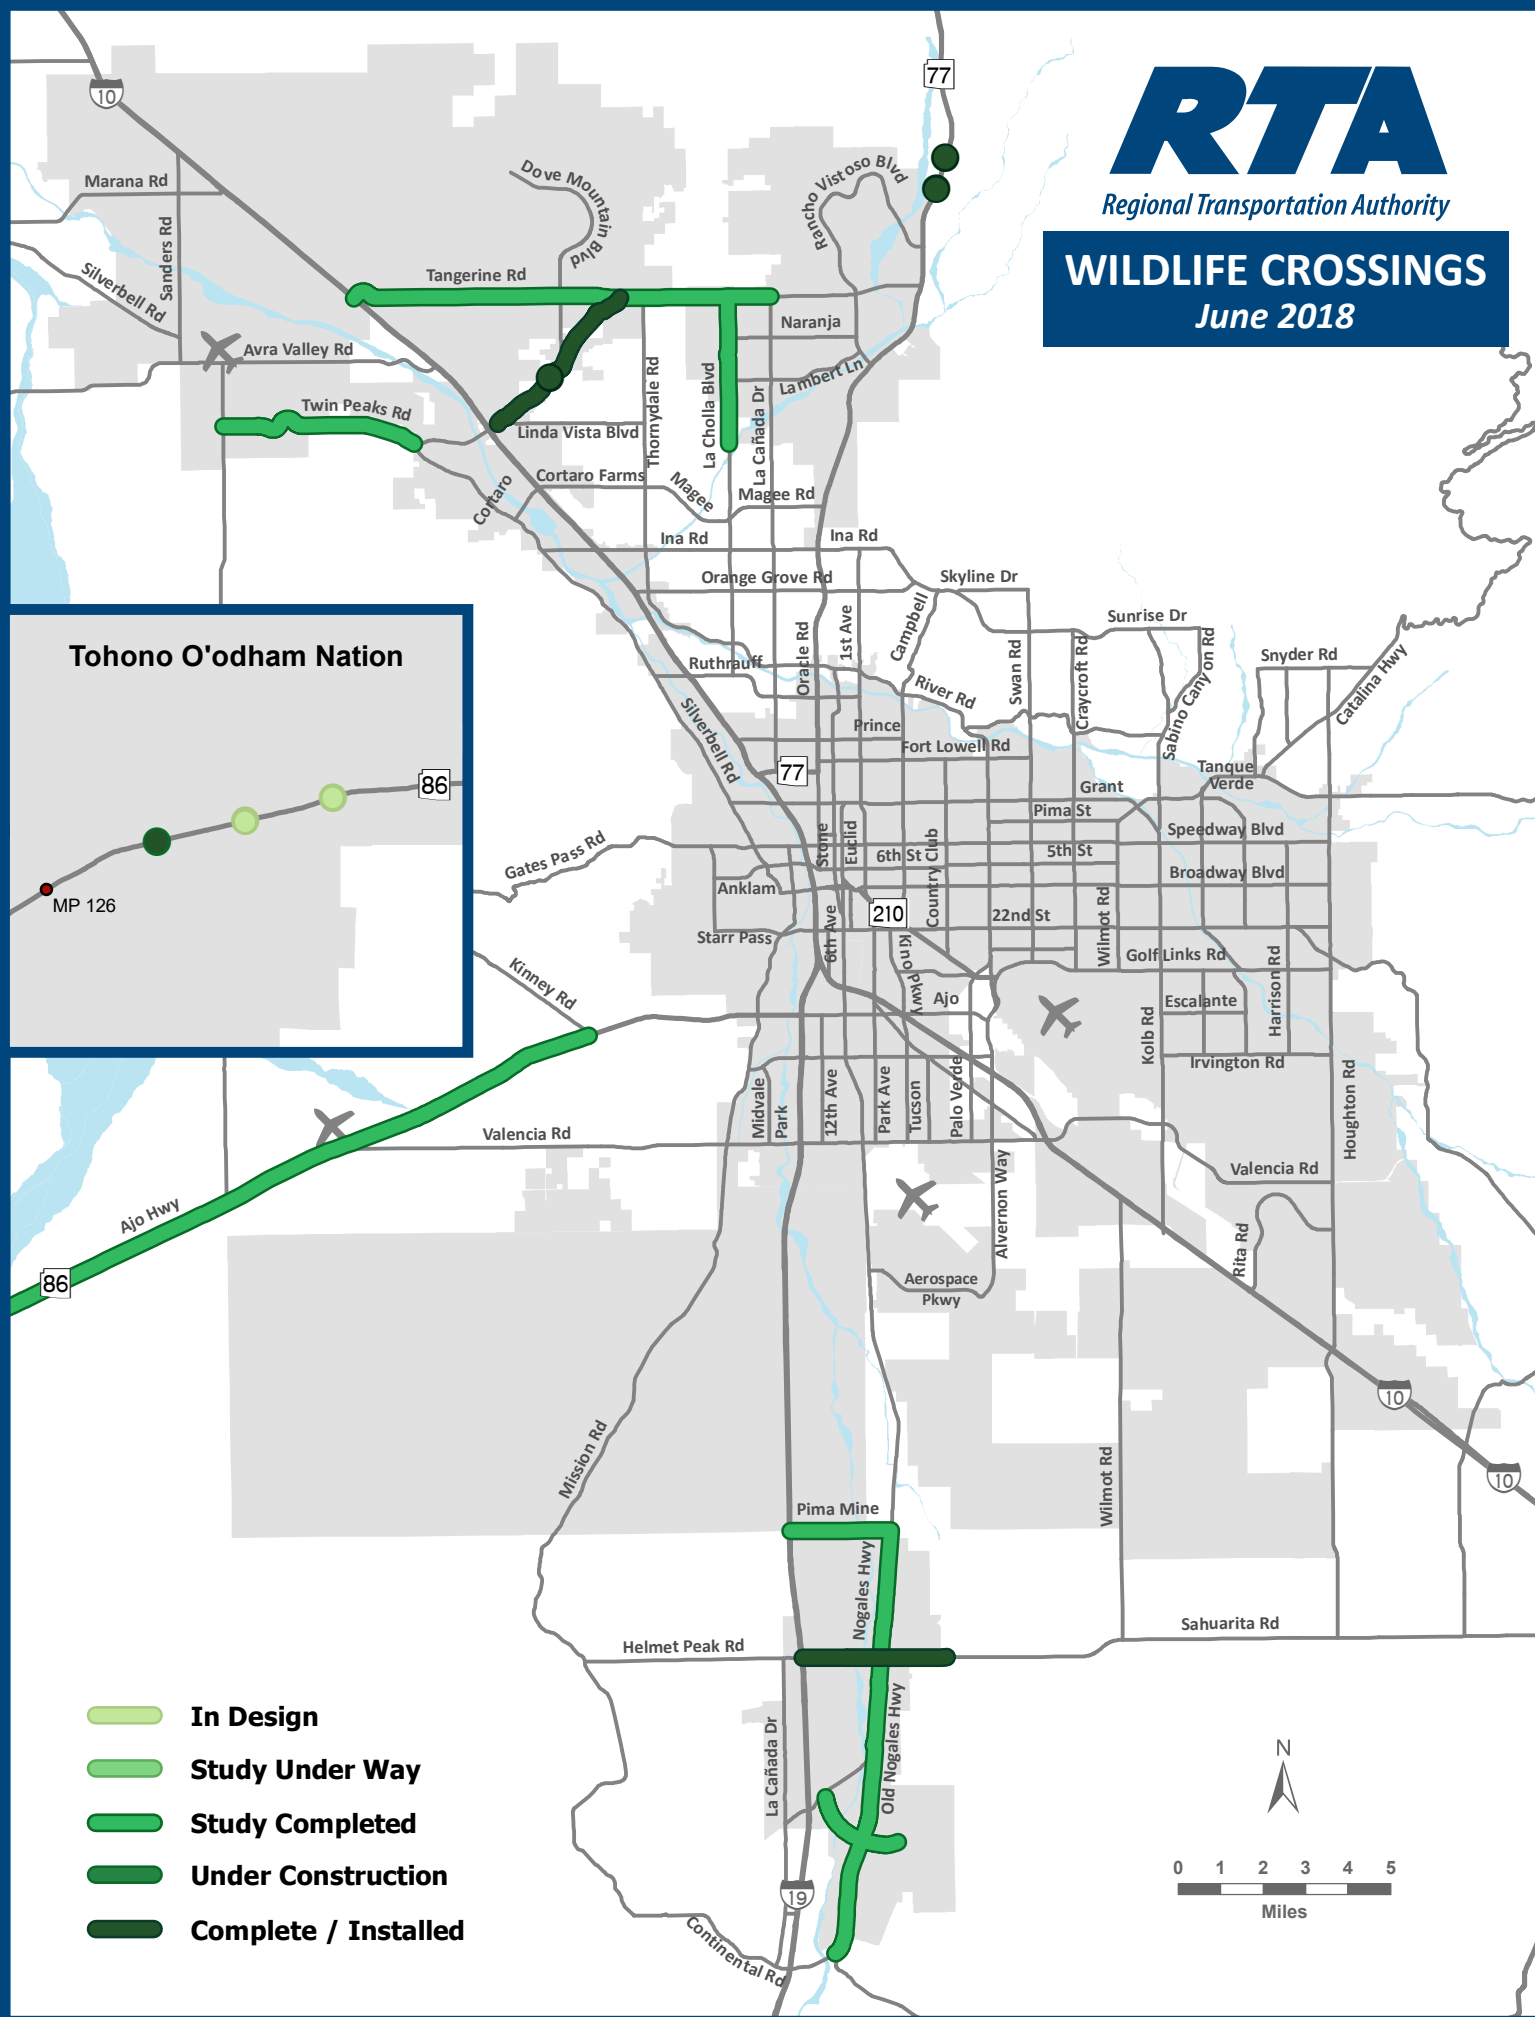 RTA
Regional Transportation Authority
WILDLIFE CROSSINGS
June 2018
10
77
Marana Rd
Sanders Rd
Silverbell Rd
Dove Mountain Blvd
Rancho Vistoso Blvd
Tangerine Rd
Naranja
Avra Valley Rd
Lambert Ln
Twin Peaks Rd
Linda Vista Blvd
Thornydale Rd
La Cholla Blvd
La Cañada Dr
Cortaro Farms
Cortaro
Magee
Magee Rd
Ina Rd
Ina Rd
Orange Grove Rd
Skyline Dr
Sunrise Dr
Campbell
1st Ave
Oracle Rd
Ruthrauff
River Rd
Swan Rd
Craycroft Rd
Sabino Canyon Rd
Snyder Rd
Catalina Hwy
Silverbell Rd
Prince
Fort Lowell Rd
77
Tanque
Verde
Grant
Pima St
Speedway Blvd
Stone
Euclid
6th St
Country Club
5th St
Broadway Blvd
Gates Pass Rd
Anklam
210
22nd St
Wilmot Rd
Starr Pass
6th Ave
Kino Pkwy
Golf Links Rd
Harrison Rd
Kinney Rd
Ajo
Escalante
Kolb Rd
Irvington Rd
Houghton Rd
Midvale
Park
12th Ave
Park Ave
Tucson
Palo Verde
Valencia Rd
Valencia Rd
Alvernon Way
Ajo Hwy
86
Rita Rd
Aerospace
Pkwy
10
10
Mission Rd
Wilmot Rd
Pima Mine
Nogales Hwy
Helmet Peak Rd
Sahuarita Rd
La Cañada Dr
Old Nogales Hwy
19
Continental Rd
Tohono O'odham Nation
86
MP 126
In Design
Study Under Way
Study Completed
Under Construction
Complete / Installed
N
0 1 2 3 4 5
Miles